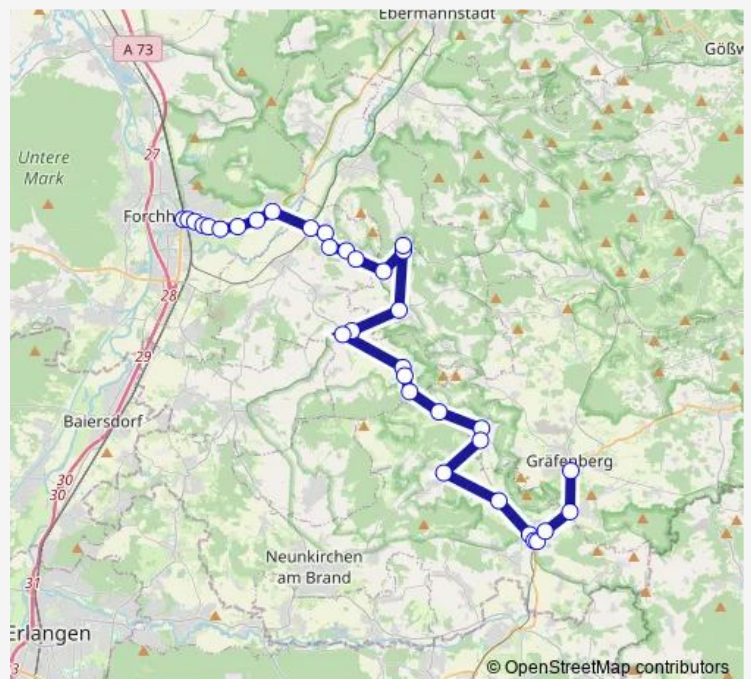 Ebermannstadt
A 73
Gößw
Untere
Mark
27
Forchh
28
29
Baiersdorf
Gräfenberg
30
30
Neunkirchen
am Brand
31
Erlangen
3
© OpenStreetMap contributors